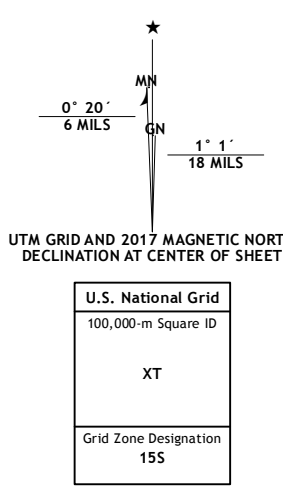 MN
0° 20´
6 MILS
GN
1° 1´
18 MILS
UTM GRID AND 2017 MAGNETIC NORT
DECLINATION AT CENTER OF SHEET
U.S. National Grid
100,000-m Square ID
XT
Grid Zone Designation
15S